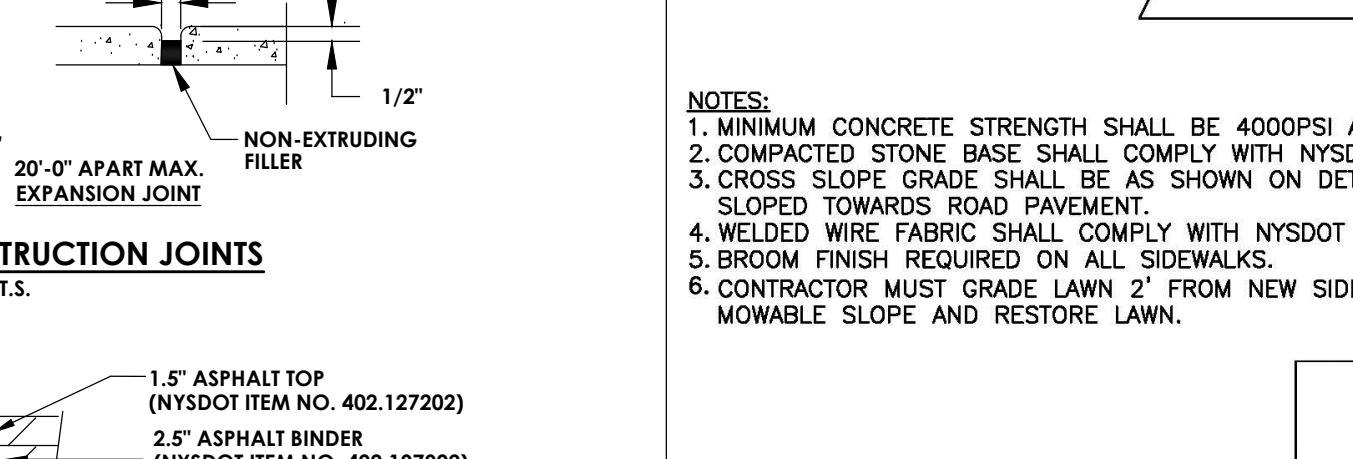 1/2"
NON-EXTRUDING
FILLER
20'-0" APART MAX.
EXPANSION JOINT
TRUCTION JOINTS
T.S.
1.5" ASPHALT TOP
(NYSDOT ITEM NO. 402.127202)
2.5" ASPHALT BINDER
(NYSDOT ITEM NO.
NOTES:
1. MINIMUM CONCRETE STRENGTH SHALL BE 4000PSI
2. COMPACTED STONE BASE SHALL COMPLY WITH NYSD
3. CROSS SLOPE GRADE SHALL BE AS SHOWN ON DET
SLOPED TOWARDS ROAD PAVEMENT.
4. WELDED WIRE FABRIC SHALL COMPLY WITH NYSDOT
5. BROOM FINISH REQUIRED ON ALL SIDEWALKS.
6. CONTRACTOR MUST GRADE LAWN 2' FROM NEW SID
MOWABLE SLOPE AND RESTORE LAWN.